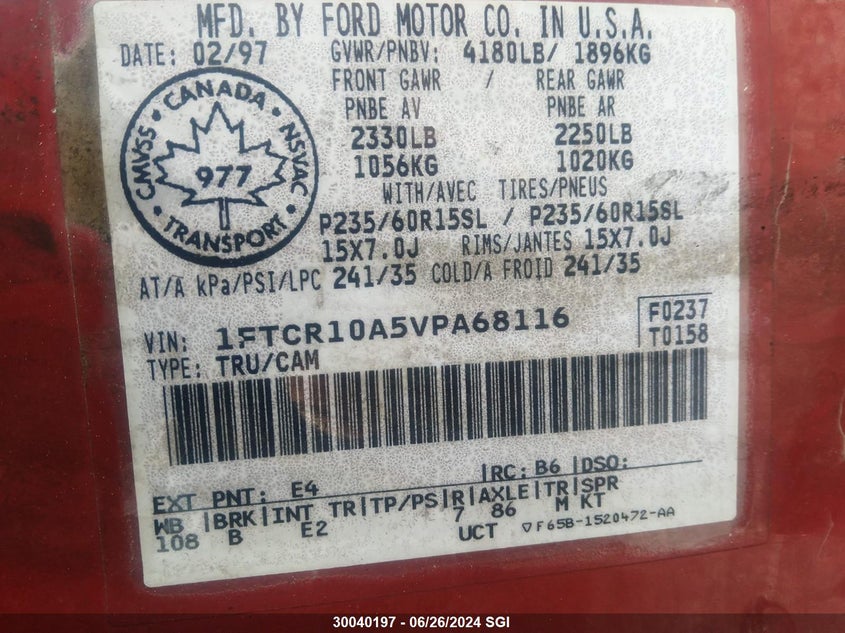 MFD. BY FORD MOTOR CO. IN U.S.A.
DATE: 02/97 GVWR/PNBV: 4180LB/ 1896KG
FRONT GAWR / REAR GAWR
PNBE AV PNBE AR
2330LB 2250LB
1056KG 1020KG
WITH/AVEC TIRES/PNEUS
P235/60R15SL / P235/60R15SL
15X7.0J RIMS/JANTES 15X7.0J
AT/A kPa/PSI/LPC 241/35 COLD/A FROID 241/35
CMVSS · CANADA · NSVAC · TRANSPORT ·
977
VIN: 1FTCR10A5VPA68116
F0237
T0158
TYPE: TRU/CAM
EXT PNT: E4 |RC: B6 |DSO:
WB |BRK|INT TR|TP/PS|R|AXLE|TR|SPR
108 B E2 7 86 M KT
UCT ▽F65B-1520472-AA
30040197 - 06/26/2024 SGI